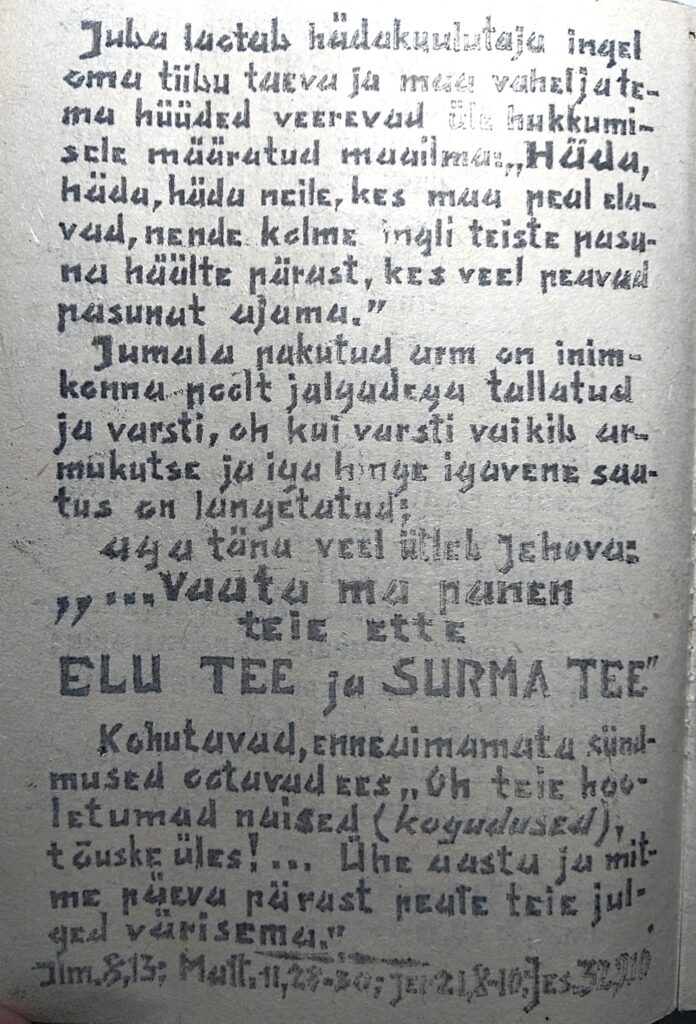 Juba laotab hädakuulutaja ingel
oma tiibu taeva ja maa vahel ja te-
ma hüüded veerevad üle hukkumi-
sele määratud maailma: „Häda,
häda, häda neile, kes maa peal ela-
vad, nende kolme ingli teiste pasu-
na häälte pärast, kes veel peavad
pasunat ajama.”
Jumala pakutud arm on inim-
konna poolt jalgadega tallatud
ja varsti, oh kui varsti vaikib ar-
mukutse ja iga hinge igavene saa-
tus on langetatud;
aga täna veel ütleb Jehova:
„...Vaata ma panen
teie ette
ELU TEE ja SURMA TEE”
Kohutavad, enneaimamata sünd-
mused ootavad ees „Oh teie hoo-
letumad naised (kogudused),
tõuske üles!... Ühe aasta ja mit-
me päeva pärast peate teie jul-
ged värisema.”
Ilm. 8,13; Matt. 11,28-30; Jer. 21,8-10; Jes. 32,9.10